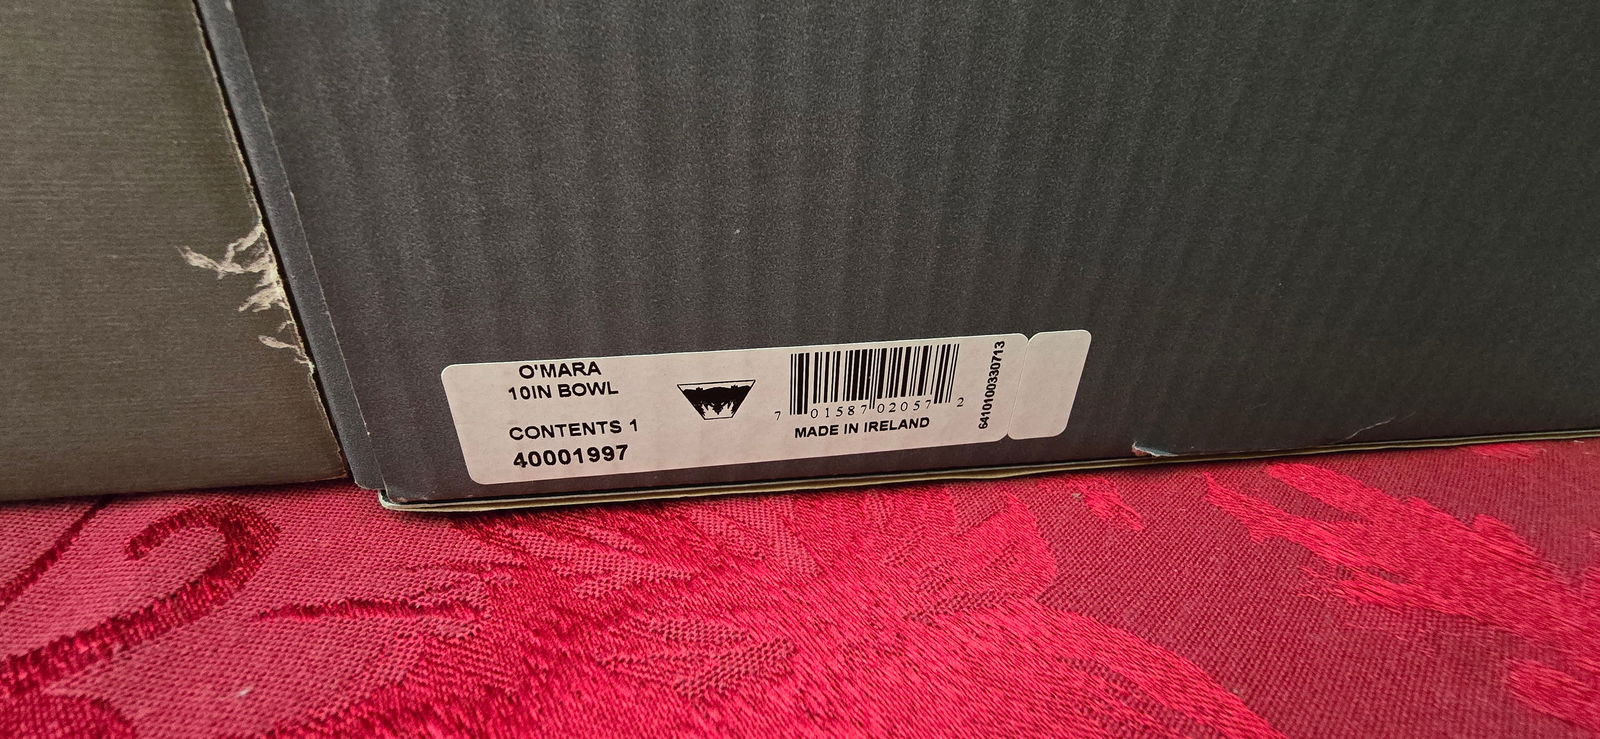 O'MARA
10IN BOWL
CONTENTS 1
40001997
7 01587 02057 2
MADE IN IRELAND
6410100330713